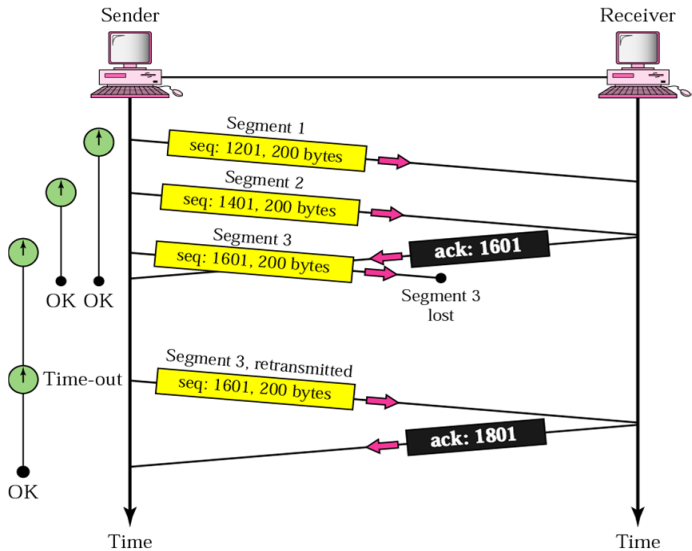 Sender
Receiver
Segment 1
seq: 1201, 200 bytes
Segment 2
seq: 1401, 200 bytes
Segment 3
seq: 1601, 200 bytes
ack: 1601
OK OK
Segment 3
lost
Segment 3, retransmitted
Time-out
seq: 1601, 200 bytes
ack: 1801
OK
Time
Time